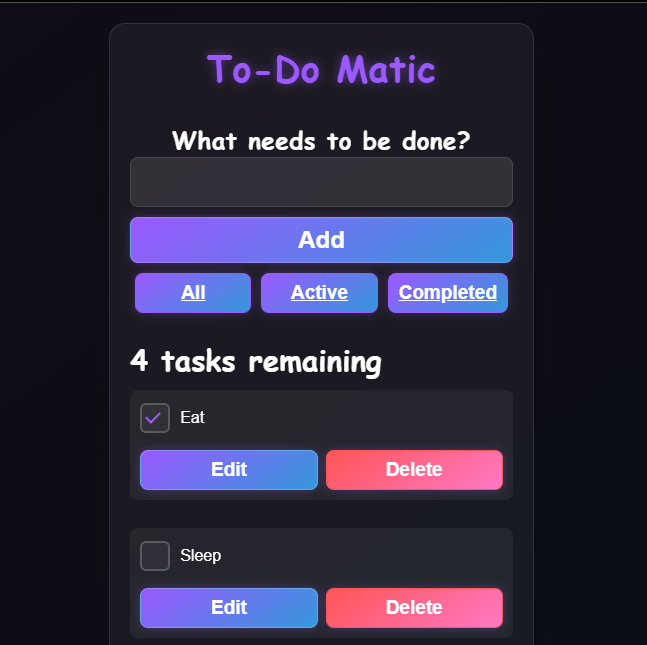 To-Do Matic
What needs to be done?
Add
All Active Completed
4 tasks remaining
Eat
Edit Delete
Sleep
Edit Delete